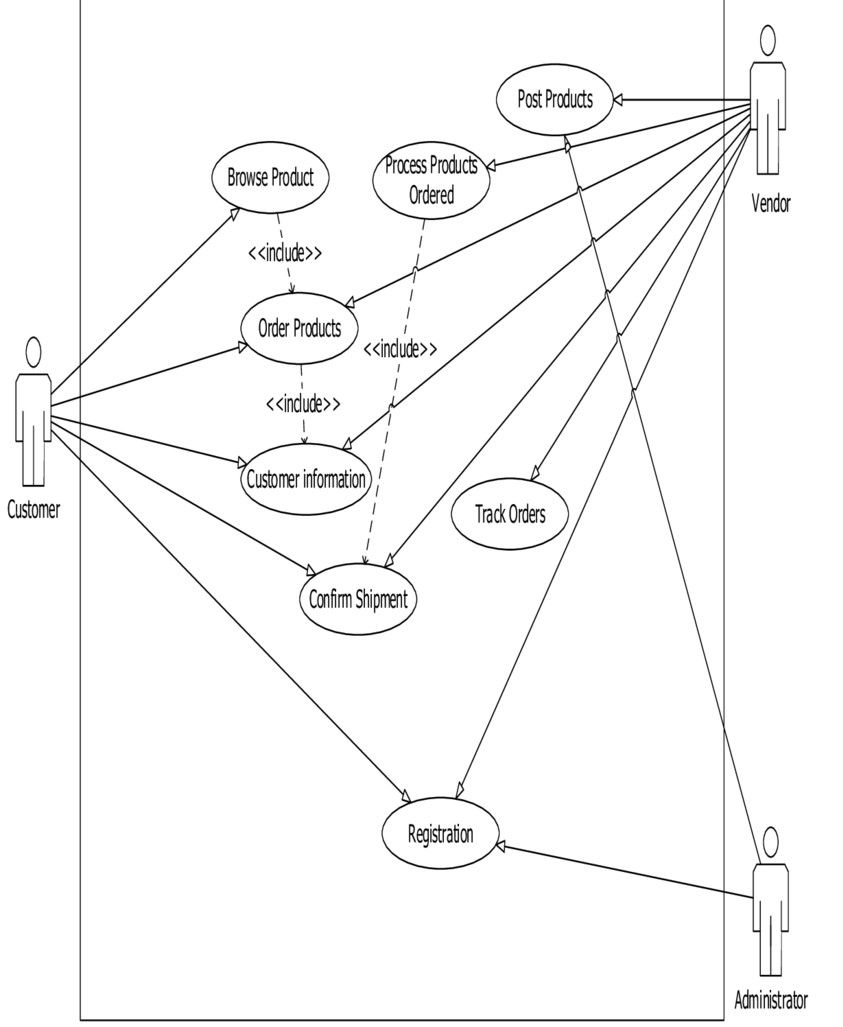 Post Products
Browse Product
Process Products
Ordered
Vendor
<<include>>
Order Products
<<include>>
<<include>>
Customer information
Customer
Track Orders
Confirm Shipment
Registration
Administrator